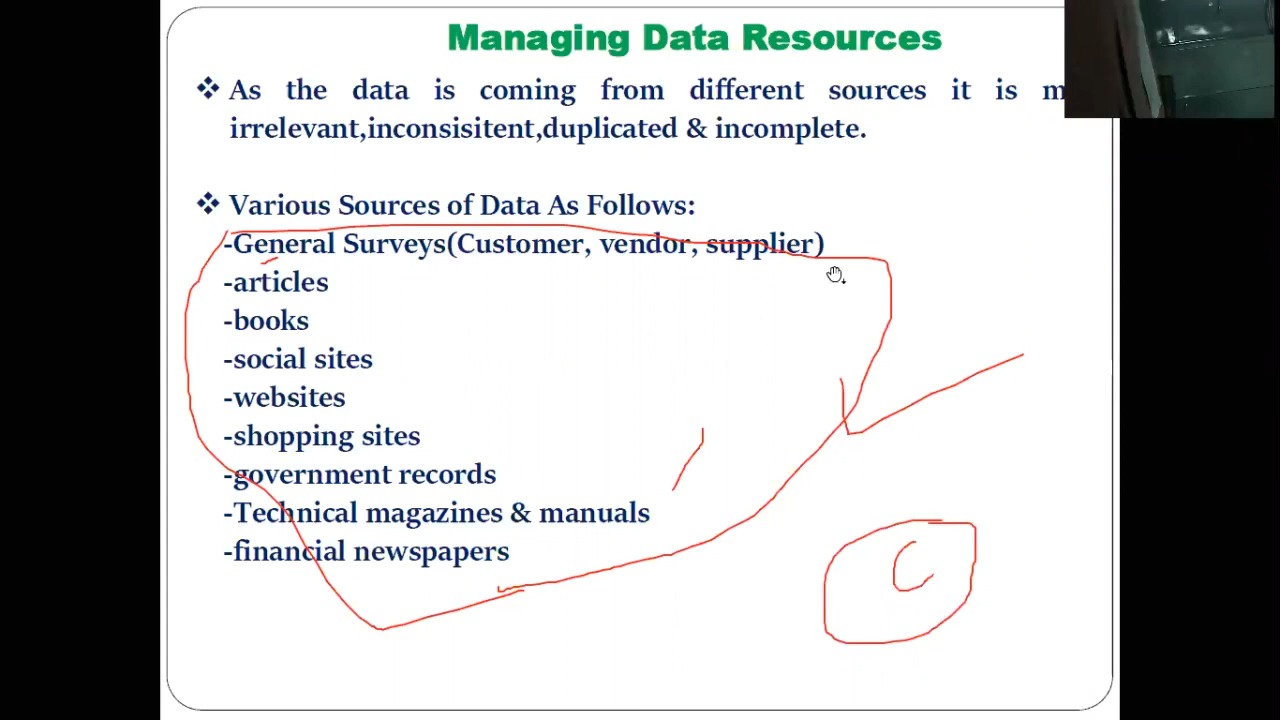 Managing Data Resources
❖ As the data is coming from different sources it is
irrelevant,inconsisitent,duplicated & incomplete.
❖ Various Sources of Data As Follows:
-General Surveys(Customer, vendor, supplier)
-articles
-books
-social sites
-websites
-shopping sites
-government records
-Technical magazines & manuals
-financial newspapers
C